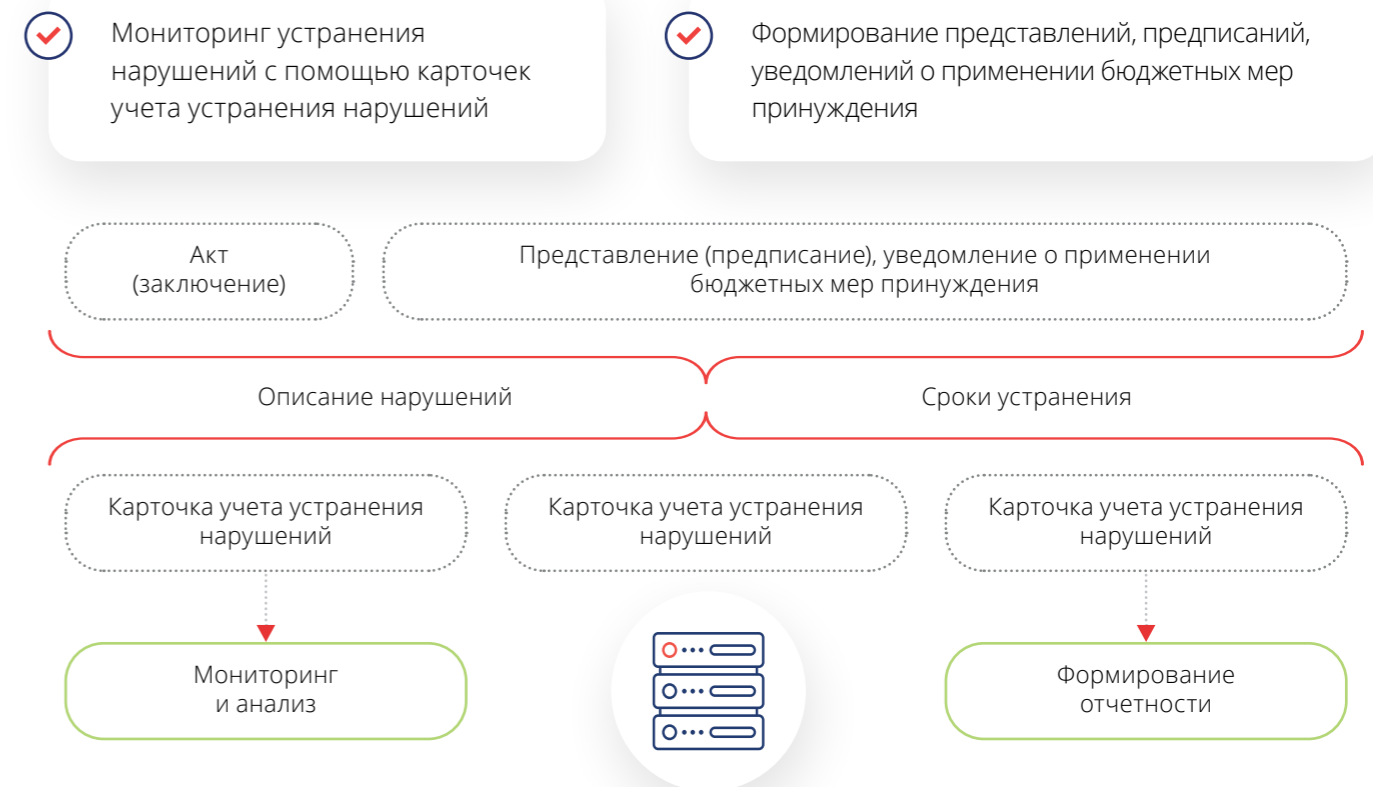 Мониторинг устранения
нарушений с помощью карточек
учета устранения нарушений
Формирование представлений, предписаний,
уведомлений о применении бюджетных мер
принуждения
Акт
(заключение)
Представление (предписание), уведомление о применении
бюджетных мер принуждения
Описание нарушений
Сроки устранения
Карточка учета устранения
нарушений
Карточка учета устранения
нарушений
Карточка учета устранения
нарушений
Мониторинг
и анализ
Формирование
отчетности